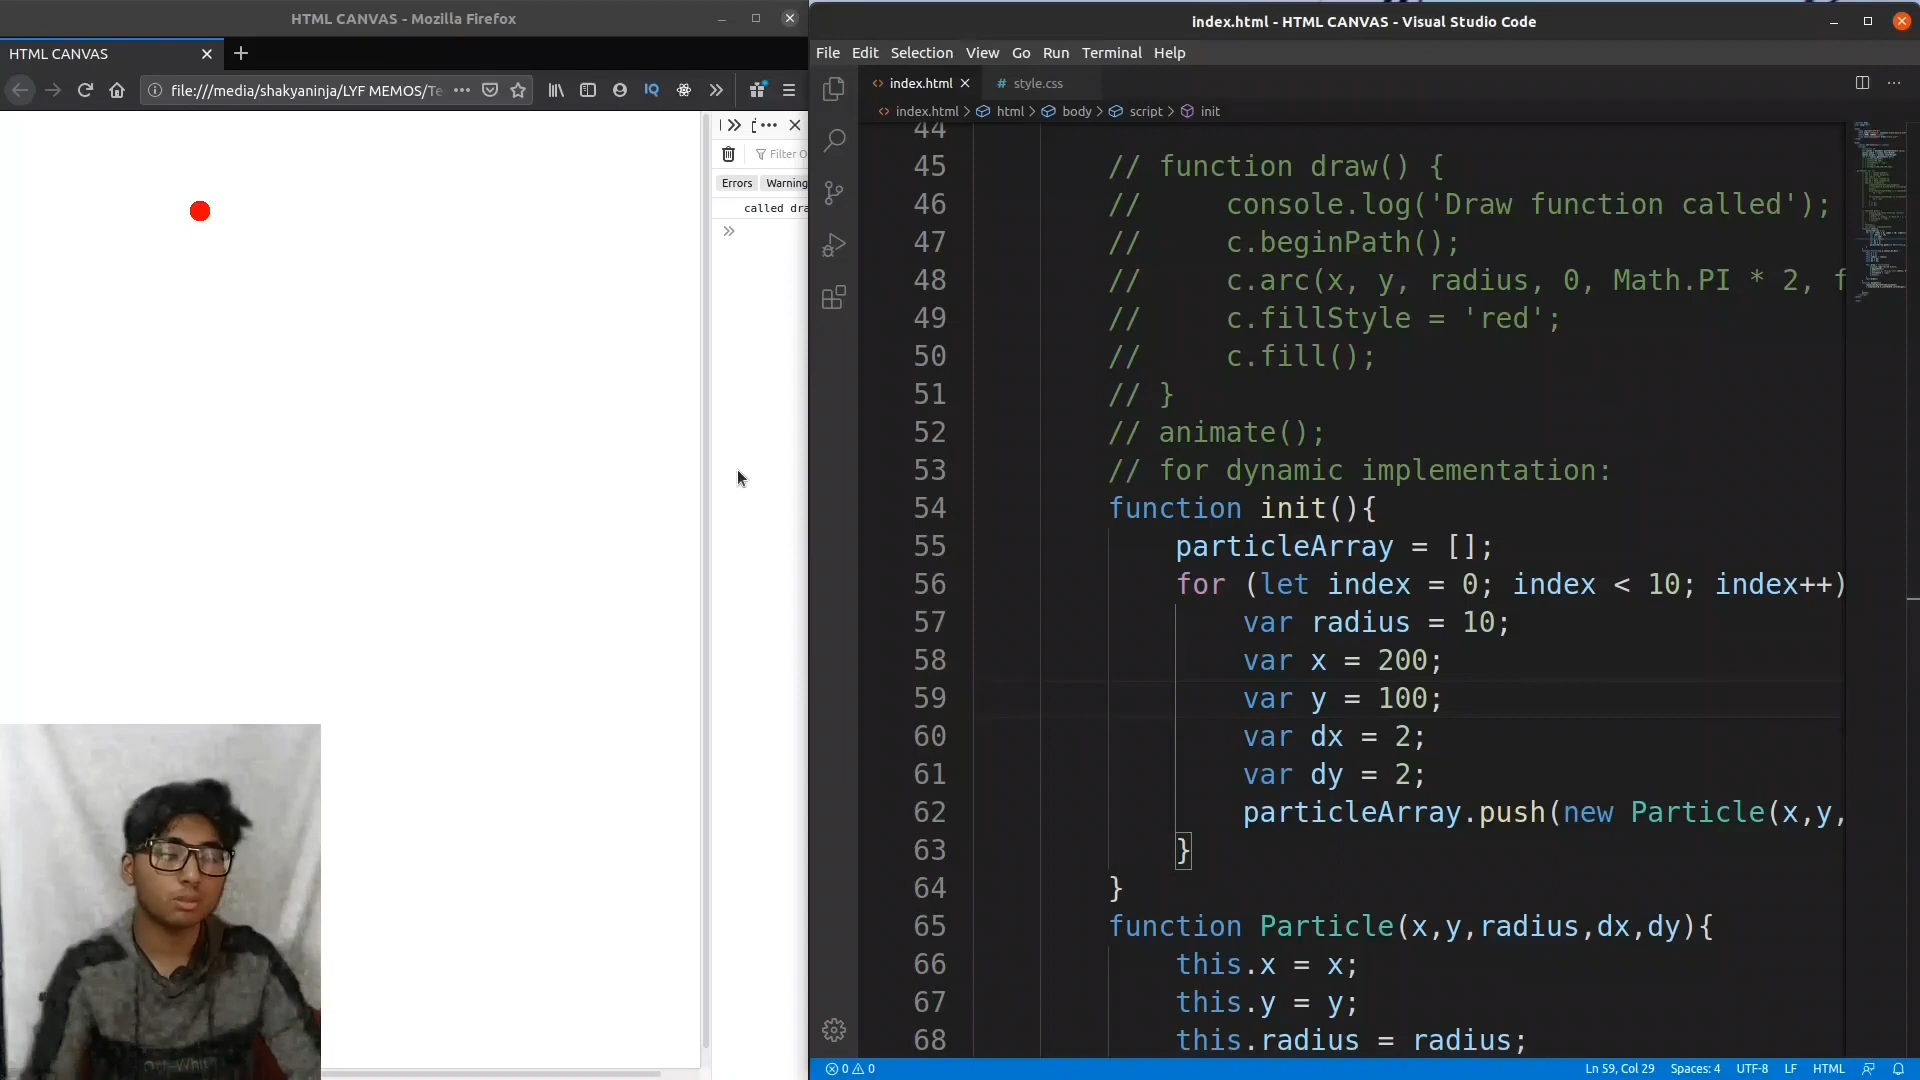 HTML CANVAS - Mozilla Firefox
HTML CANVAS
file:///media/shakyaninja/LYF MEMOS/Te
IQ
Filter O
Errors
Warning
called dra
index.html - HTML CANVAS - Visual Studio Code
File Edit Selection View Go Run Terminal Help
index.html
# style.css
index.html > html > body > script > init
44
45 // function draw() {
46 //     console.log('Draw function called');
47 //     c.beginPath();
48 //     c.arc(x, y, radius, 0, Math.PI * 2, f
49 //     c.fillStyle = 'red';
50 //     c.fill();
51 // }
52 // animate();
53 // for dynamic implementation:
54 function init(){
55     particleArray = [];
56     for (let index = 0; index < 10; index++)
57         var radius = 10;
58         var x = 200;
59         var y = 100;
60         var dx = 2;
61         var dy = 2;
62         particleArray.push(new Particle(x,y,
63     }
64 }
65 function Particle(x,y,radius,dx,dy){
66     this.x = x;
67     this.y = y;
68     this.radius = radius;
0 0
Ln 59, Col 29 Spaces: 4 UTF-8 LF HTML
Off-White